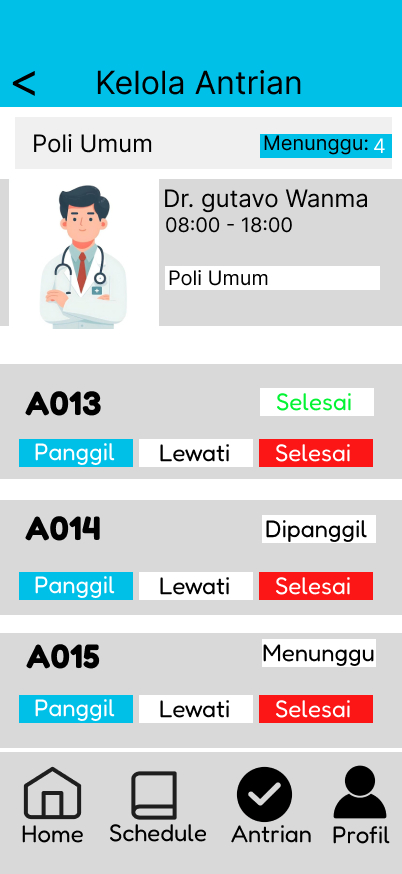 < Kelola Antrian
Poli Umum Menunggu: 4
Dr. gutavo Wanma
08:00 - 18:00
Poli Umum
A013 Selesai
Panggil Lewati Selesai
A014 Dipanggil
Panggil Lewati Selesai
A015 Menunggu
Panggil Lewati Selesai
Home Schedule Antrian Profil